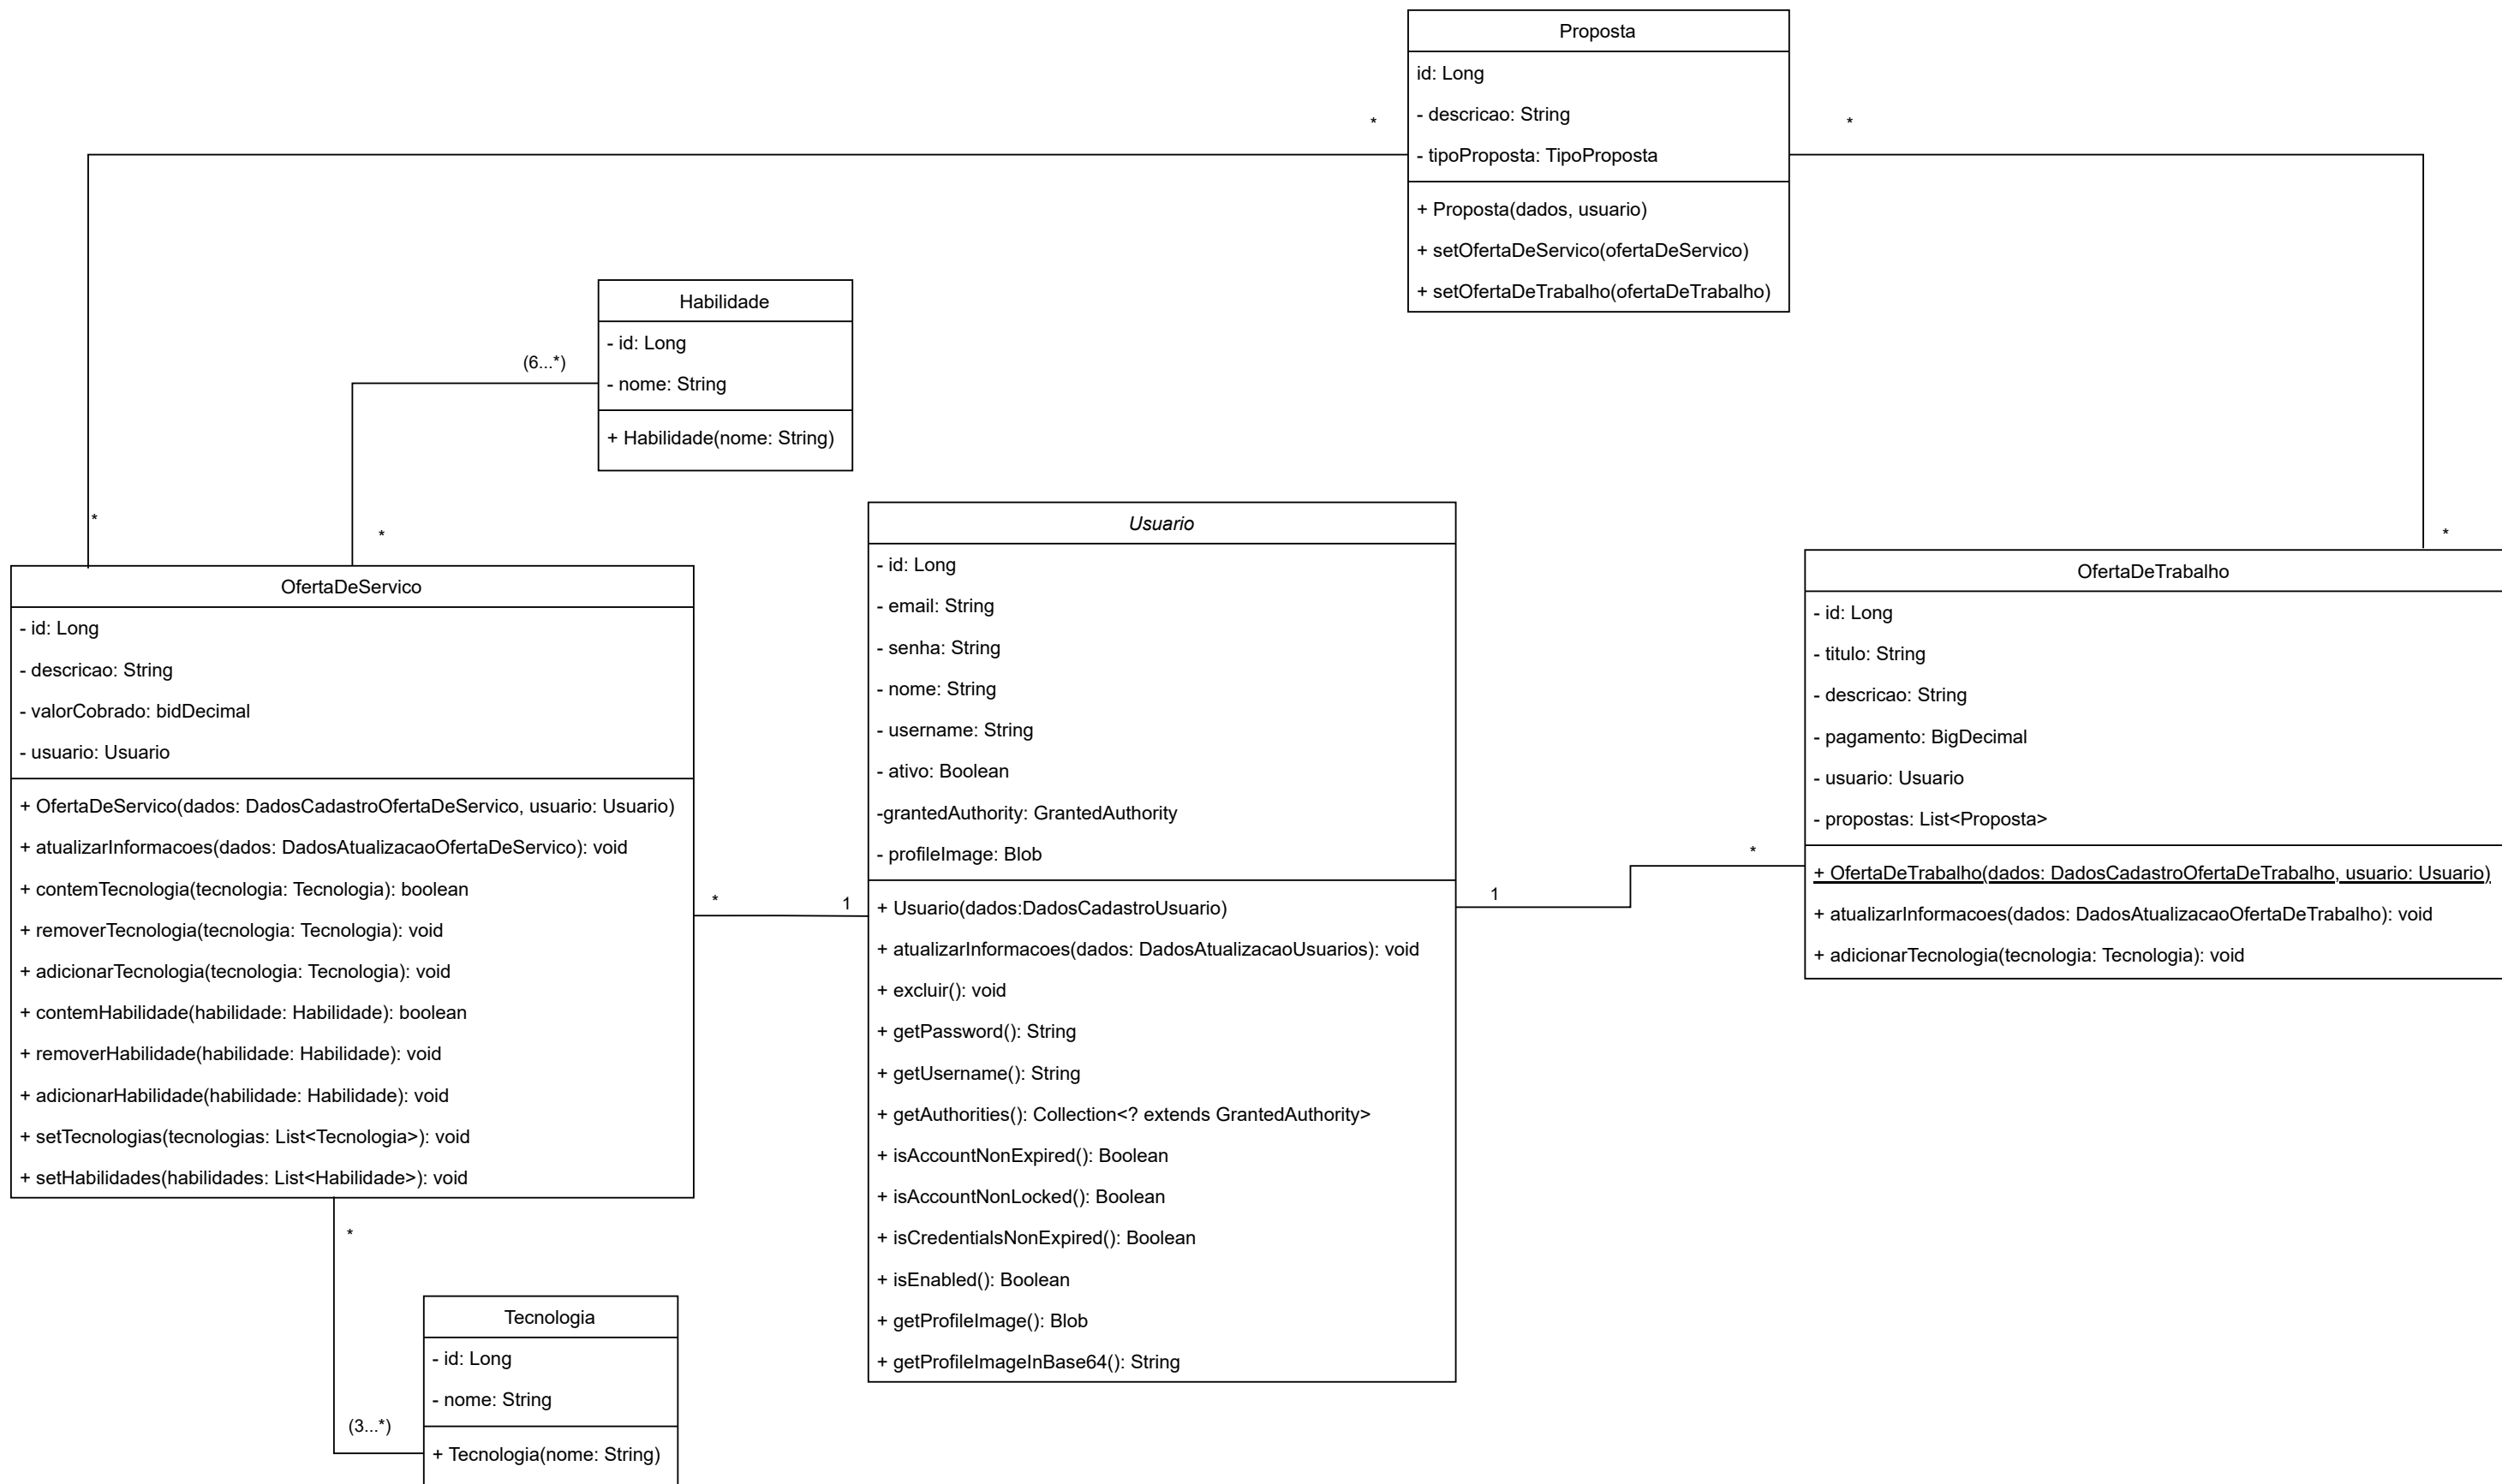 Proposta
id: Long
- descricao: String
- tipoProposta: TipoProposta
+ Proposta(dados, usuario)
+ setOfertaDeServico(ofertaDeServico)
+ setOfertaDeTrabalho(ofertaDeTrabalho)
*
*
Habilidade
- id: Long
- nome: String
+ Habilidade(nome: String)
(6...*)
*
*
OfertaDeServico
- id: Long
- descricao: String
- valorCobrado: bidDecimal
- usuario: Usuario
+ OfertaDeServico(dados: DadosCadastroOfertaDeServico, usuario: Usuario)
+ atualizarInformacoes(dados: DadosAtualizacaoOfertaDeServico): void
+ contemTecnologia(tecnologia: Tecnologia): boolean
+ removerTecnologia(tecnologia: Tecnologia): void
+ adicionarTecnologia(tecnologia: Tecnologia): void
+ contemHabilidade(habilidade: Habilidade): boolean
+ removerHabilidade(habilidade: Habilidade): void
+ adicionarHabilidade(habilidade: Habilidade): void
+ setTecnologias(tecnologias: List<Tecnologia>): void
+ setHabilidades(habilidades: List<Habilidade>): void
*
1
Usuario
- id: Long
- email: String
- senha: String
- nome: String
- username: String
- ativo: Boolean
-grantedAuthority: GrantedAuthority
- profileImage: Blob
+ Usuario(dados:DadosCadastroUsuario)
+ atualizarInformacoes(dados: DadosAtualizacaoUsuarios): void
+ excluir(): void
+ getPassword(): String
+ getUsername(): String
+ getAuthorities(): Collection<? extends GrantedAuthority>
+ isAccountNonExpired(): Boolean
+ isAccountNonLocked(): Boolean
+ isCredentialsNonExpired(): Boolean
+ isEnabled(): Boolean
+ getProfileImage(): Blob
+ getProfileImageInBase64(): String
1
*
*
OfertaDeTrabalho
- id: Long
- titulo: String
- descricao: String
- pagamento: BigDecimal
- usuario: Usuario
- propostas: List<Proposta>
+ OfertaDeTrabalho(dados: DadosCadastroOfertaDeTrabalho, usuario: Usuario)
+ atualizarInformacoes(dados: DadosAtualizacaoOfertaDeTrabalho): void
+ adicionarTecnologia(tecnologia: Tecnologia): void
*
(3...*)
Tecnologia
- id: Long
- nome: String
+ Tecnologia(nome: String)